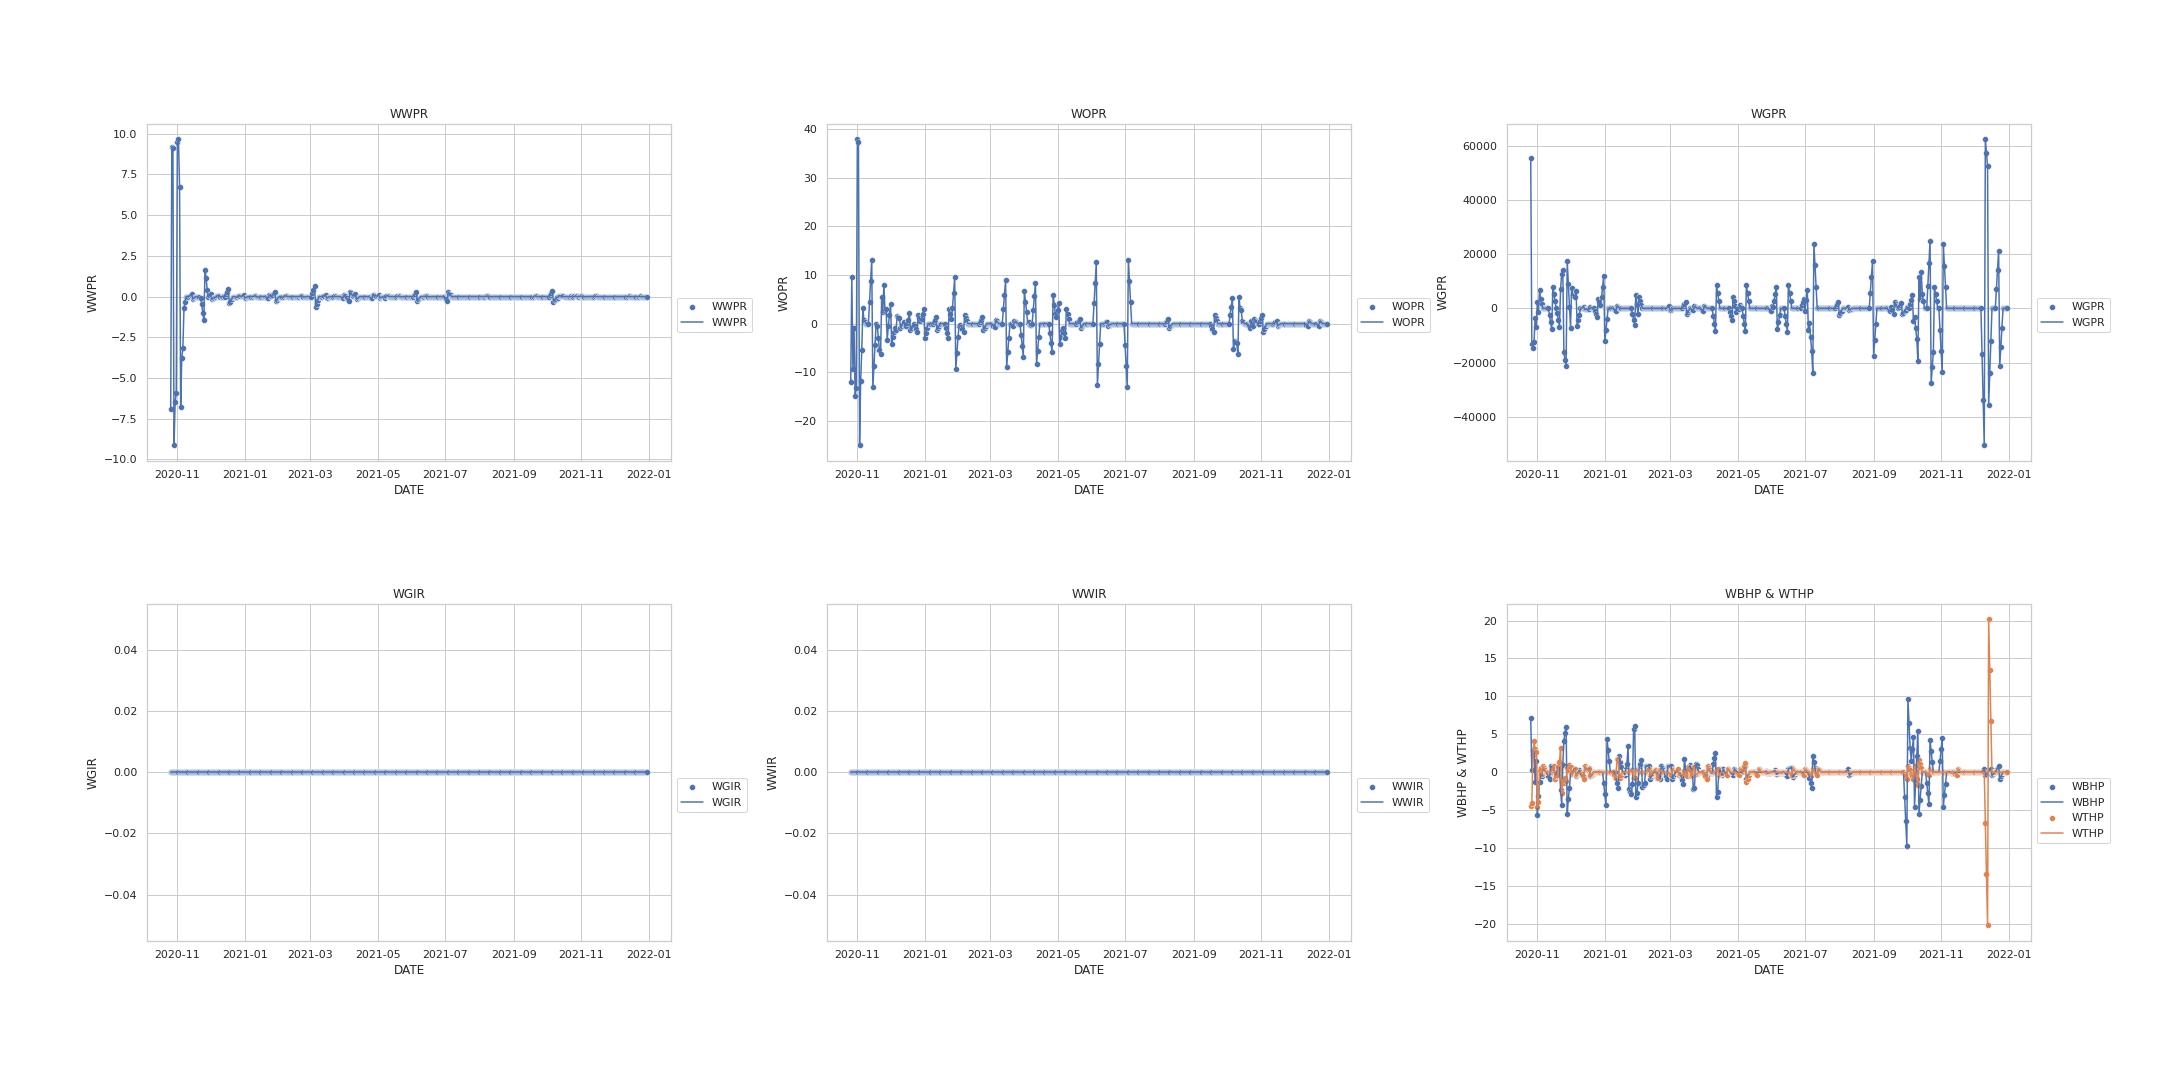 WWPR
10.0
7.5
5.0
2.5
0.0
−2.5
−5.0
−7.5
−10.0
WWPR
2020-11 2021-01 2021-03 2021-05 2021-07 2021-09 2021-11 2022-01
DATE
WWPR
WWPR
WOPR
40
30
20
10
0
−10
−20
WOPR
2020-11 2021-01 2021-03 2021-05 2021-07 2021-09 2021-11 2022-01
DATE
WOPR
WOPR
WGPR
60000
40000
20000
0
−20000
−40000
WGPR
2020-11 2021-01 2021-03 2021-05 2021-07 2021-09 2021-11 2022-01
DATE
WGPR
WGPR
WGIR
0.04
0.02
0.00
−0.02
−0.04
WGIR
2020-11 2021-01 2021-03 2021-05 2021-07 2021-09 2021-11 2022-01
DATE
WGIR
WGIR
WWIR
0.04
0.02
0.00
−0.02
−0.04
WWIR
2020-11 2021-01 2021-03 2021-05 2021-07 2021-09 2021-11 2022-01
DATE
WWIR
WWIR
WBHP & WTHP
20
15
10
5
0
−5
−10
−15
−20
WBHP & WTHP
2020-11 2021-01 2021-03 2021-05 2021-07 2021-09 2021-11 2022-01
DATE
WBHP
WBHP
WTHP
WTHP